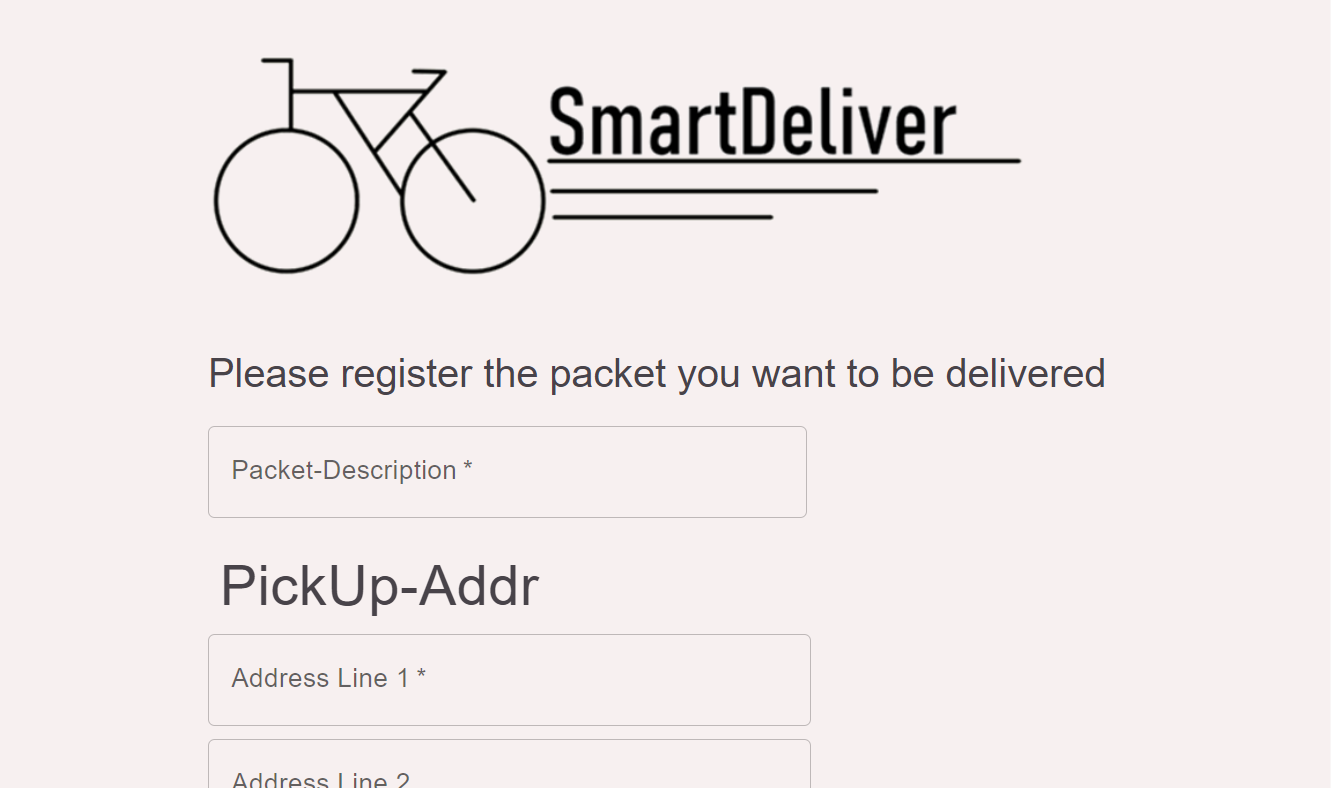 SmartDeliver
Please register the packet you want to be delivered
Packet-Description *
PickUp-Addr
Address Line 1 *
Address Line 2